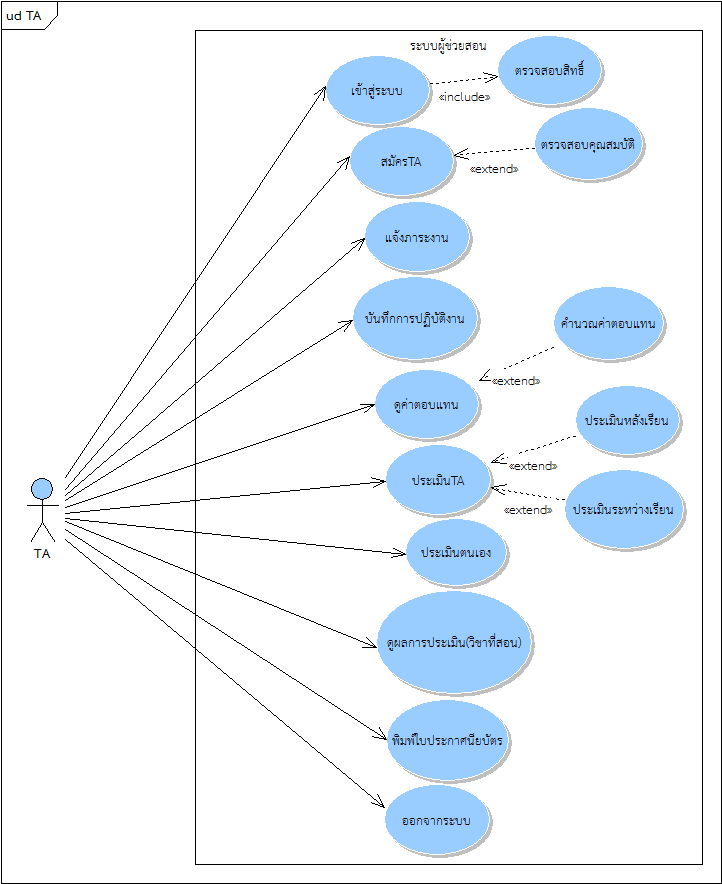 ud TA
ระบบผู้ช่วยสอน
เข้าสู่ระบบ
ตรวจสอบสิทธิ์
«include»
สมัครTA
ตรวจสอบคุณสมบัติ
«extend»
แจ้งภาระงาน
บันทึกการปฏิบัติงาน
คำนวณค่าตอบแทน
«extend»
ดูค่าตอบแทน
ประเมินหลังเรียน
«extend»
ประเมินTA
ประเมินระหว่างเรียน
«extend»
TA
ประเมินตนเอง
ดูผลการประเมิน(วิชาที่สอน)
พิมพ์ใบประกาศนียบัตร
ออกจากระบบ